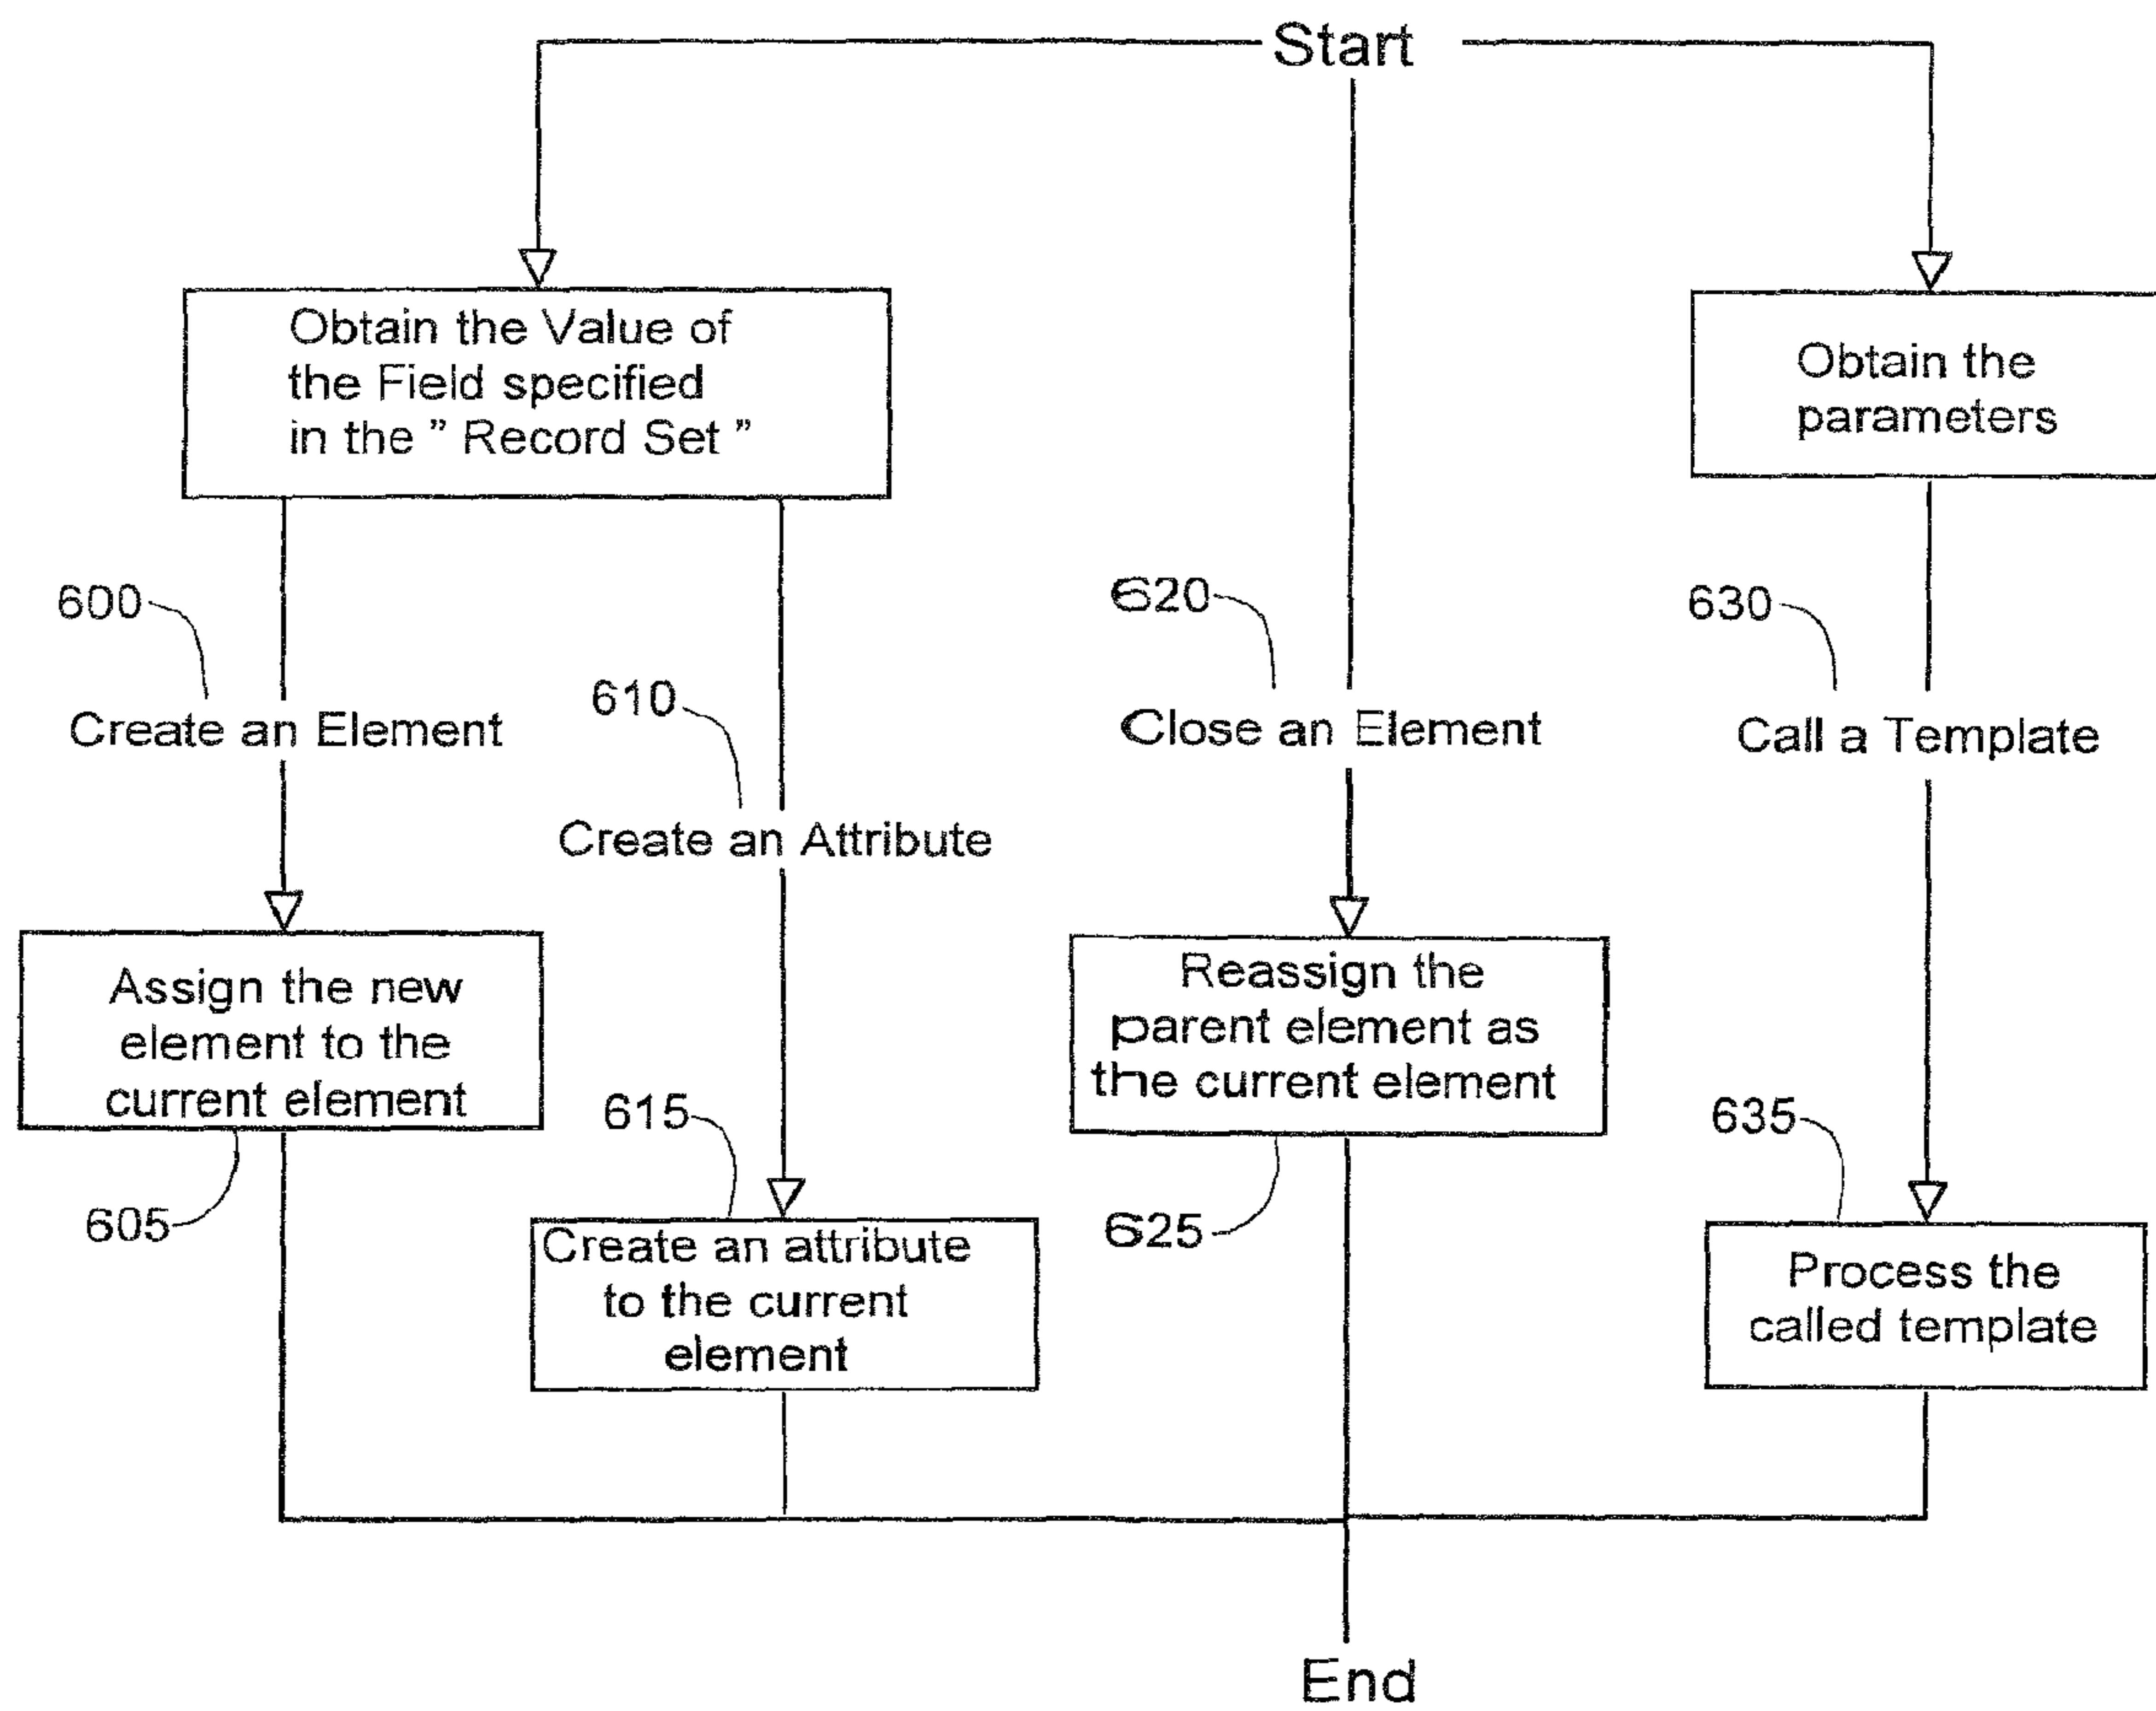 Start
Obtain the Value of
the Field specified
in the " Record Set "
Obtain the
parameters
600
Create an Element
610
Create an Attribute
620
Close an Element
630
Call a Template
Assign the new
element to the
current element
605
615
Create an attribute
to the current
element
Reassign the
parent element as
the current element
625
635
Process the
called template
End